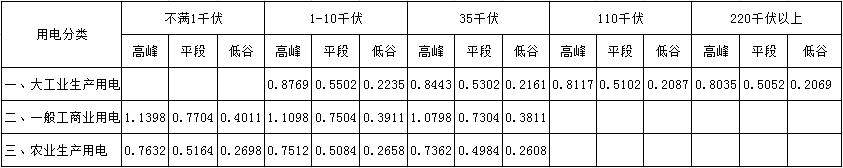 用电分类 不满1千伏 1-10千伏 35千伏 110千伏 220千伏以上
高峰 平段 低谷 高峰 平段 低谷 高峰 平段 低谷 高峰 平段 低谷 高峰 平段 低谷
一、大工业生产用电 0.8769 0.5502 0.2235 0.8443 0.5302 0.2161 0.8117 0.5102 0.2087 0.8035 0.5052 0.2069
二、一般工商业用电 1.1398 0.7704 0.4011 1.1098 0.7504 0.3911 1.0798 0.7304 0.3811
三、农业生产用电 0.7632 0.5164 0.2698 0.7512 0.5084 0.2658 0.7362 0.4984 0.2608